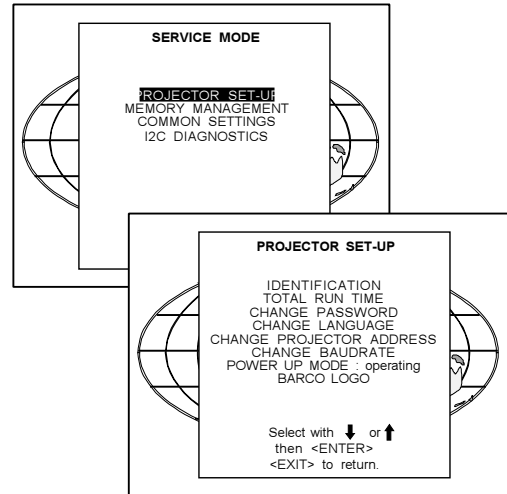 SERVICE MODE
PROJECTOR SET-UP
MEMORY MANAGEMENT
COMMON SETTINGS
I2C DIAGNOSTICS
PROJECTOR SET-UP
IDENTIFICATION
TOTAL RUN TIME
CHANGE PASSWORD
CHANGE LANGUAGE
CHANGE PROJECTOR ADDRESS
CHANGE BAUDRATE
POWER UP MODE : operating
BARCO LOGO
Select with ⬇ or ⬆
then <ENTER>
<EXIT> to return.